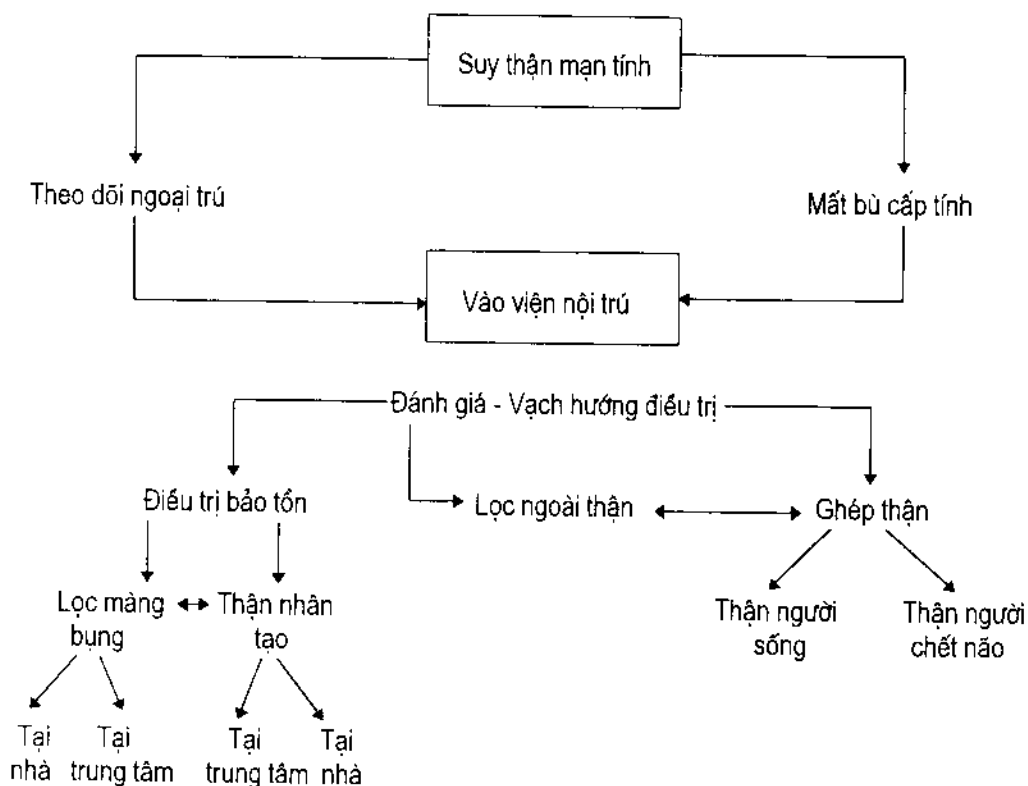 Suy thận mạn tính
Theo dõi ngoại trú
Mất bù cấp tính
Vào viện nội trú
Đánh giá - Vạch hướng điều trị
Điều trị bảo tồn
Lọc ngoài thận
Ghép thận
Lọc màng
bụng
Thận nhân
tạo
Thận người
sống
Thận người
chết não
Tại
nhà
Tại
trung tâm
Tại
trung tâm
Tại
nhà